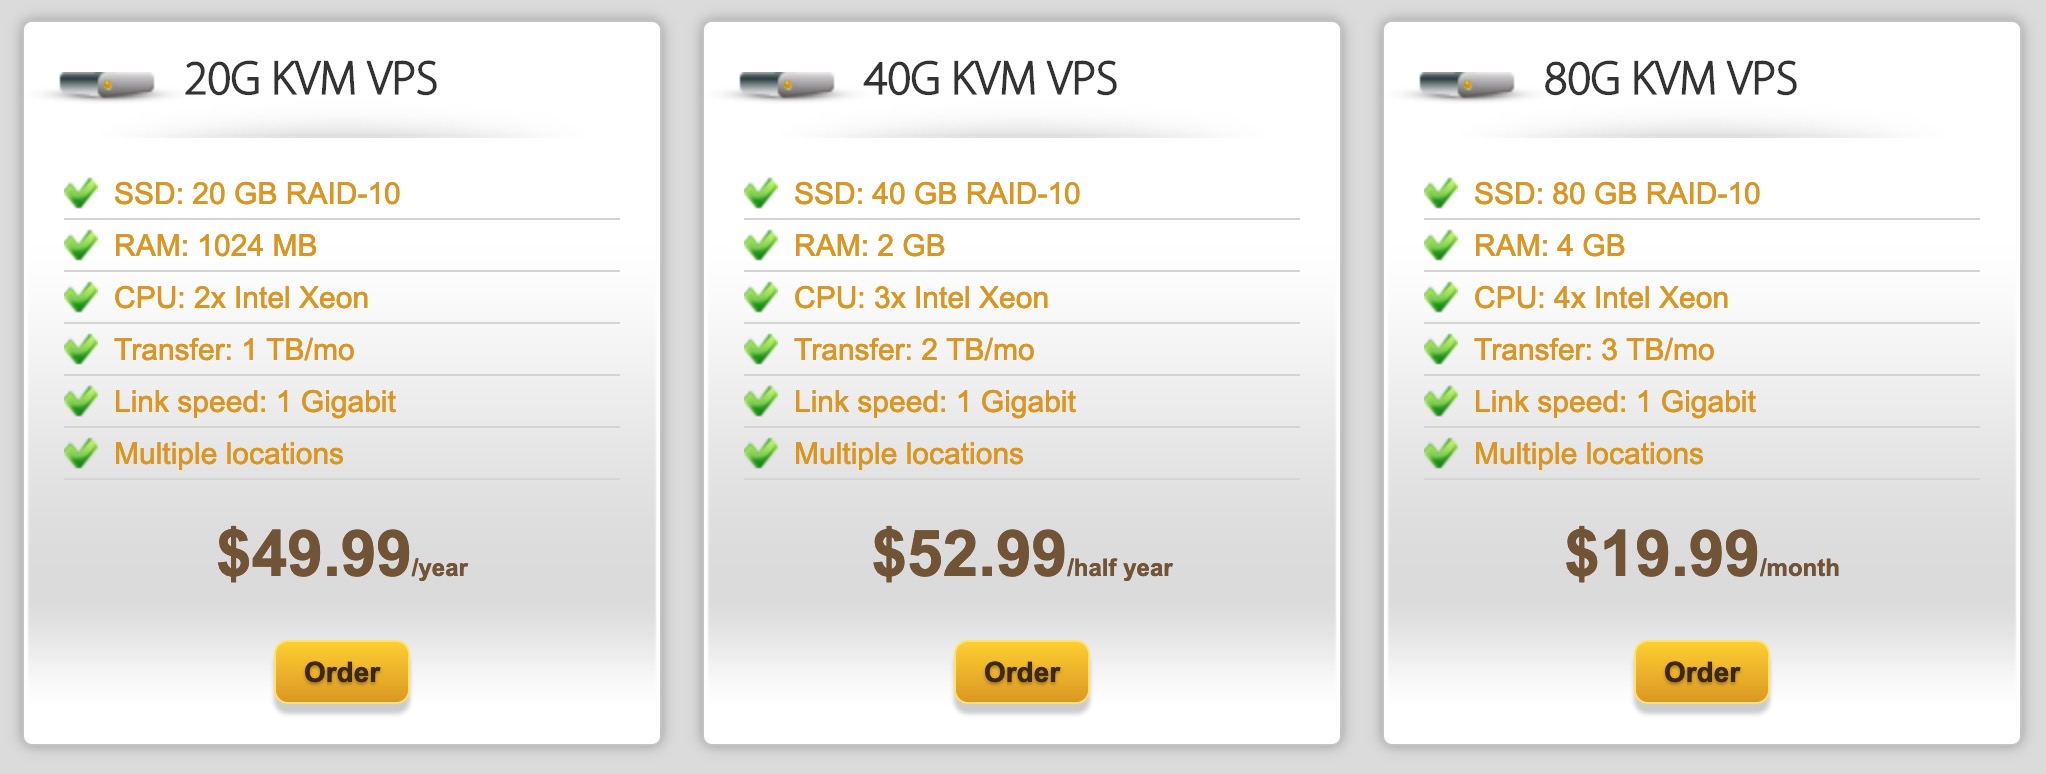 20G KVM VPS
SSD: 20 GB RAID-10
RAM: 1024 MB
CPU: 2x Intel Xeon
Transfer: 1 TB/mo
Link speed: 1 Gigabit
Multiple locations
$49.99/year
Order
40G KVM VPS
SSD: 40 GB RAID-10
RAM: 2 GB
CPU: 3x Intel Xeon
Transfer: 2 TB/mo
Link speed: 1 Gigabit
Multiple locations
$52.99/half year
Order
80G KVM VPS
SSD: 80 GB RAID-10
RAM: 4 GB
CPU: 4x Intel Xeon
Transfer: 3 TB/mo
Link speed: 1 Gigabit
Multiple locations
$19.99/month
Order